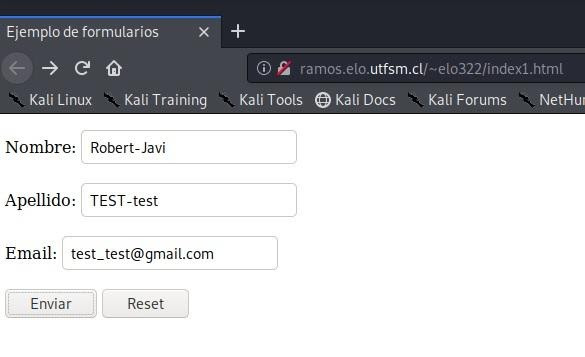 Ejemplo de formularios
ramos.elo.utfsm.cl/~elo322/index1.html
Kali Linux Kali Training Kali Tools Kali Docs Kali Forums NetHun
Nombre: Robert-Javi
Apellido: TEST-test
Email: test_test@gmail.com
Enviar Reset